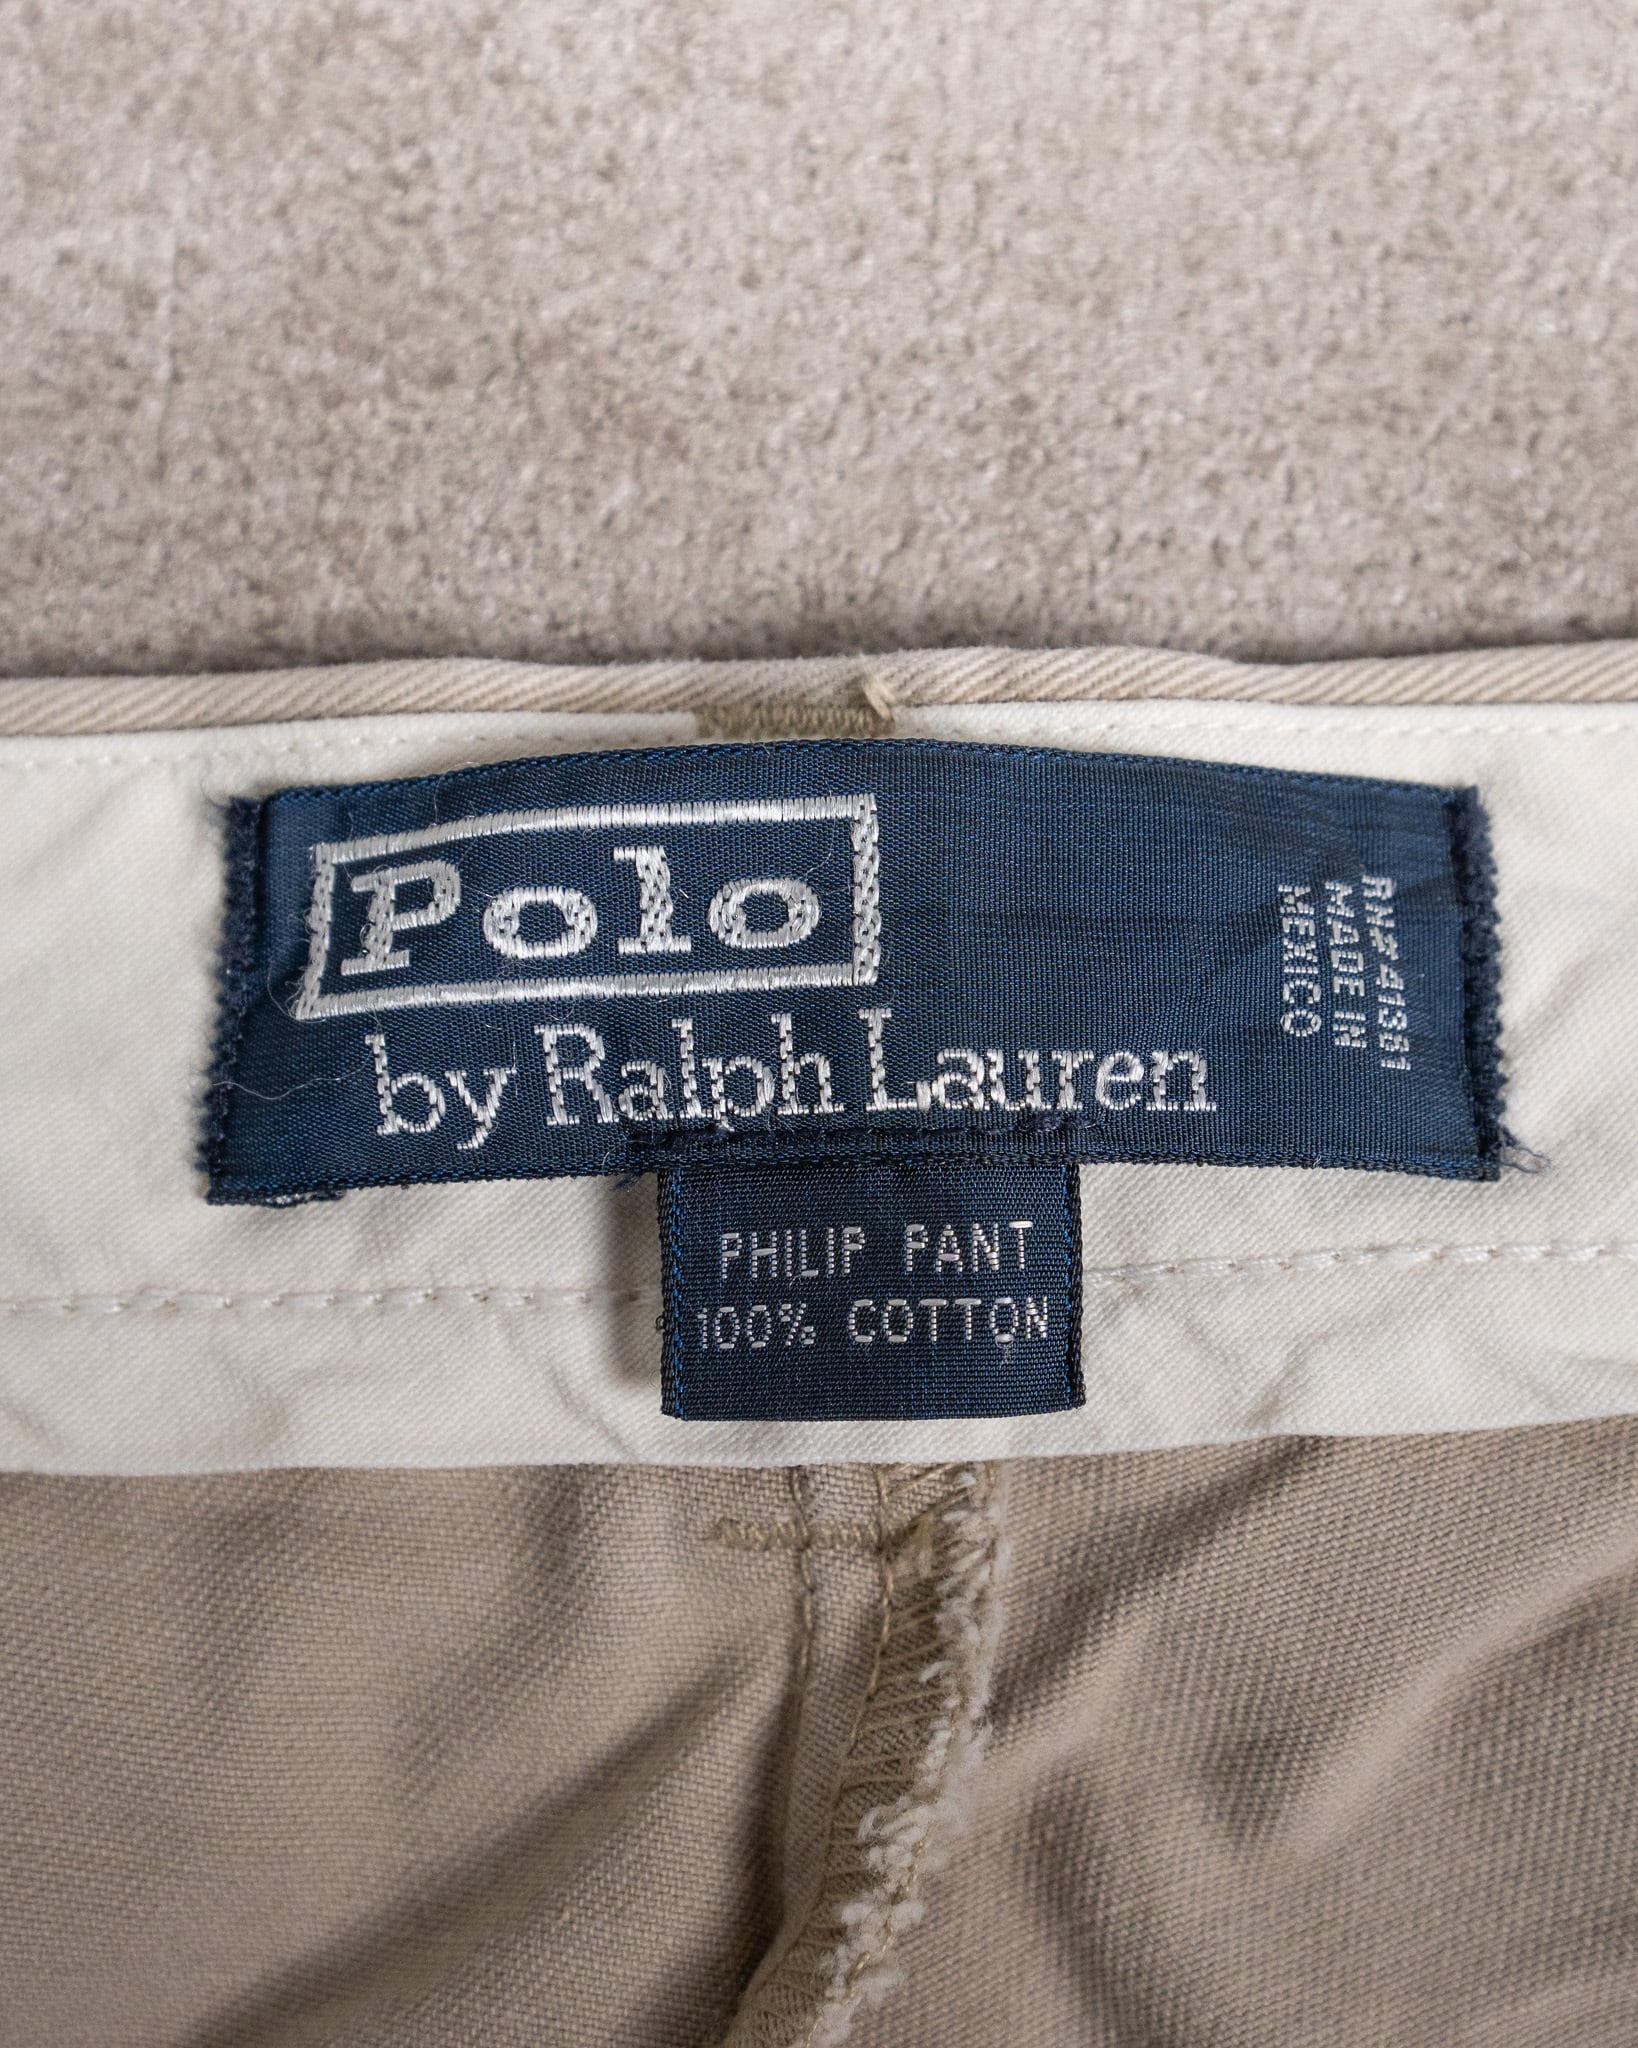 Polo
by Ralph Lauren
RN#41381
MADE IN
MEXICO
PHILIP PANT
100% COTTON